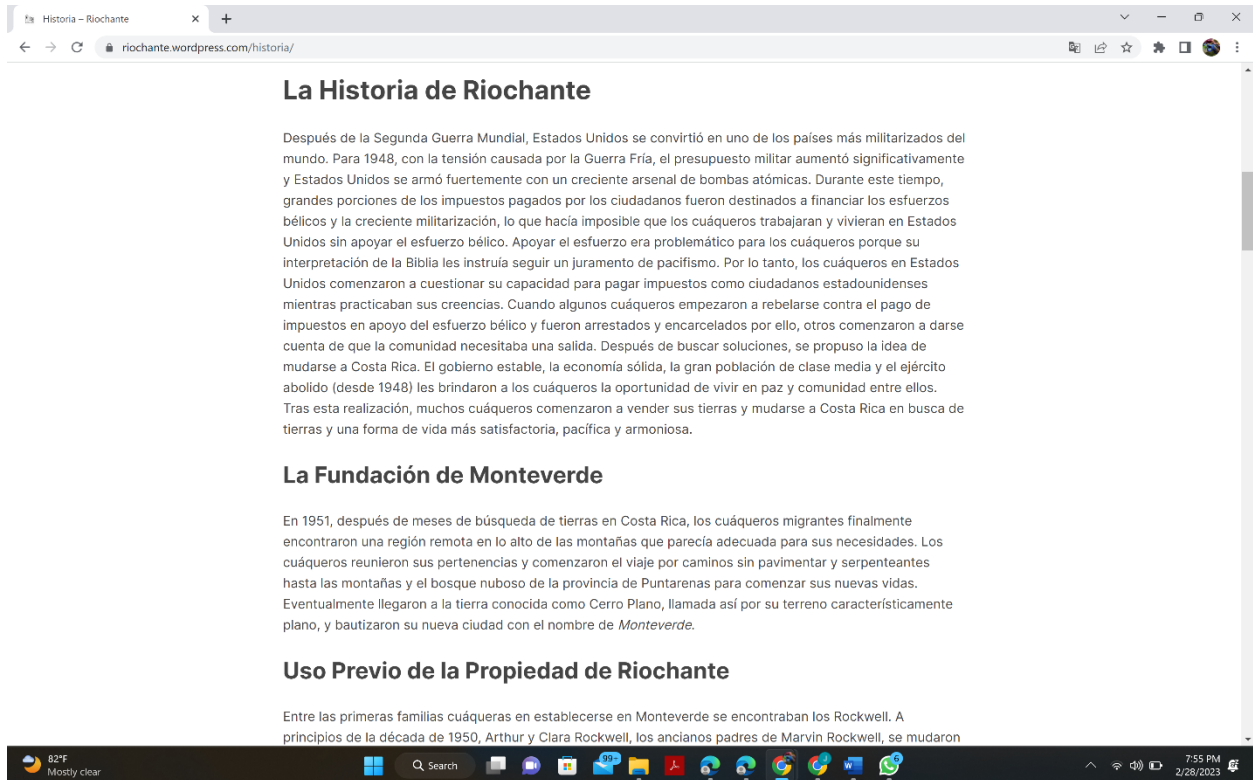 Historia – Riochante
riochante.wordpress.com/historia/
La Historia de Riochante
Después de la Segunda Guerra Mundial, Estados Unidos se convirtió en uno de los países más militarizados del
mundo. Para 1948, con la tensión causada por la Guerra Fría, el presupuesto militar aumentó significativamente
y Estados Unidos se armó fuertemente con un creciente arsenal de bombas atómicas. Durante este tiempo,
grandes porciones de los impuestos pagados por los ciudadanos fueron destinados a financiar los esfuerzos
bélicos y la creciente militarización, lo que hacía imposible que los cuáqueros trabajaran y vivieran en Estados
Unidos sin apoyar el esfuerzo bélico. Apoyar el esfuerzo era problemático para los cuáqueros porque su
interpretación de la Biblia les instruía seguir un juramento de pacifismo. Por lo tanto, los cuáqueros en Estados
Unidos comenzaron a cuestionar su capacidad para pagar impuestos como ciudadanos estadounidenses
mientras practicaban sus creencias. Cuando algunos cuáqueros empezaron a rebelarse contra el pago de
impuestos en apoyo del esfuerzo bélico y fueron arrestados y encarcelados por ello, otros comenzaron a darse
cuenta de que la comunidad necesitaba una salida. Después de buscar soluciones, se propuso la idea de
mudarse a Costa Rica. El gobierno estable, la economía sólida, la gran población de clase media y el ejército
abolido (desde 1948) les brindaron a los cuáqueros la oportunidad de vivir en paz y comunidad entre ellos.
Tras esta realización, muchos cuáqueros comenzaron a vender sus tierras y mudarse a Costa Rica en busca de
tierras y una forma de vida más satisfactoria, pacífica y armoniosa.
La Fundación de Monteverde
En 1951, después de meses de búsqueda de tierras en Costa Rica, los cuáqueros migrantes finalmente
encontraron una región remota en lo alto de las montañas que parecía adecuada para sus necesidades. Los
cuáqueros reunieron sus pertenencias y comenzaron el viaje por caminos sin pavimentar y serpenteantes
hasta las montañas y el bosque nuboso de la provincia de Puntarenas para comenzar sus nuevas vidas.
Eventualmente llegaron a la tierra conocida como Cerro Plano, llamada así por su terreno característicamente
plano, y bautizaron su nueva ciudad con el nombre de Monteverde.
Uso Previo de la Propiedad de Riochante
Entre las primeras familias cuáqueras en establecerse en Monteverde se encontraban los Rockwell. A
principios de la década de 1950, Arthur y Clara Rockwell, los ancianos padres de Marvin Rockwell, se mudaron
82°F
Mostly clear
Search
99+
6
7:55 PM
2/28/2023